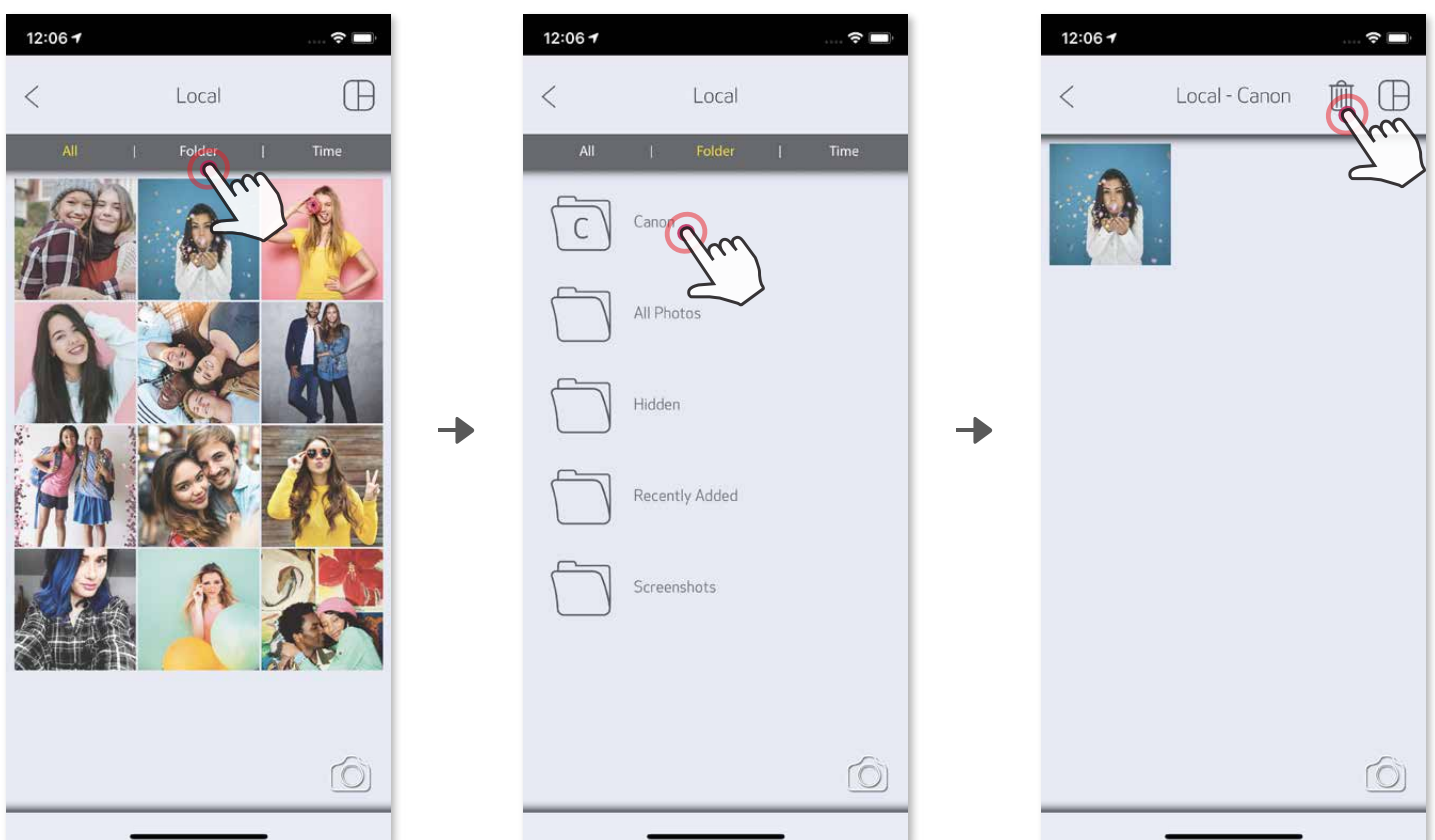 12:06
Local
All | Folder | Time
12:06
Local
All | Folder | Time
C Canon
All Photos
Hidden
Recently Added
Screenshots
12:06
Local - Canon